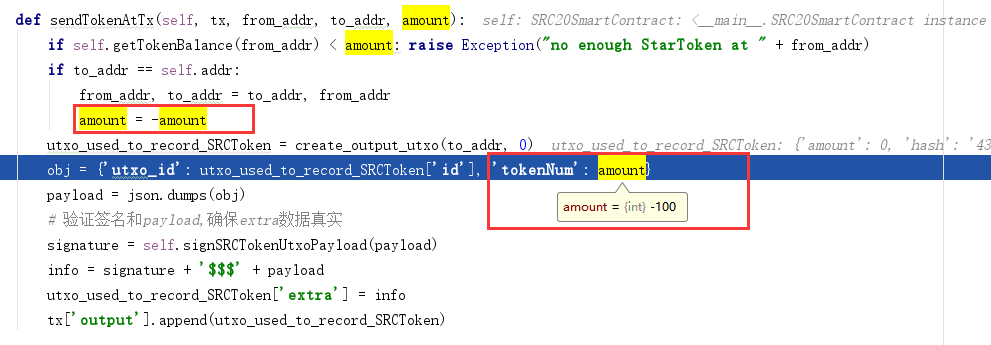 def sendTokenAtTx(self, tx, from_addr, to_addr, amount): self: SRC20SmartContract: <__main__.SRC20SmartContract instance
if self.getTokenBalance(from_addr) < amount: raise Exception("no enough StarToken at " + from_addr)
if to_addr == self.addr:
from_addr, to_addr = to_addr, from_addr
amount = -amount
utxo_used_to_record_SRCToken = create_output_utxo(to_addr, 0) utxo_used_to_record_SRCToken: {'amount': 0, 'hash': '43
obj = {'utxo_id': utxo_used_to_record_SRCToken['id'], 'tokenNum': amount}
amount = {int} -100
payload = json.dumps(obj)
# 验证签名和payload,确保extra数据真实
signature = self.signSRCTokenUtxoPayload(payload)
info = signature + '$$$' + payload
utxo_used_to_record_SRCToken['extra'] = info
tx['output'].append(utxo_used_to_record_SRCToken)